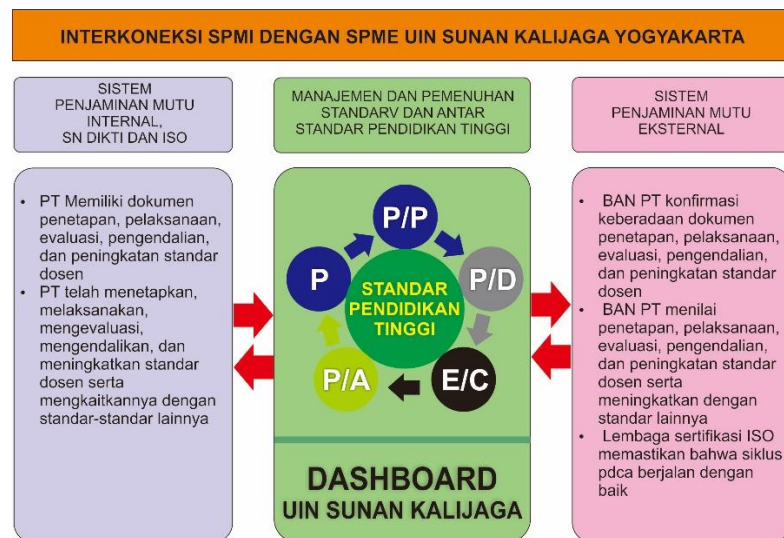 INTERKONEKSI SPMI DENGAN SPME UIN SUNAN KALIJAGA YOGYAKARTA
SISTEM
PENJAMINAN MUTU
INTERNAL,
SN DIKTI DAN ISO
MANAJEMEN DAN PEMENUHAN
STANDARV DAN ANTAR
STANDAR PENDIDIKAN TINGGI
SISTEM
PENJAMINAN MUTU
EKSTERNAL
• PT Memiliki dokumen
penetapan, pelaksanaan,
evaluasi, pengendalian,
dan peningkatan standar
dosen
• PT telah menetapkan,
melaksanakan,
mengevaluasi,
mengendalikan, dan
meningkatkan standar
dosen serta
mengkaitkannya dengan
standar-standar lainnya
P/P
P
P/D
STANDAR
PENDIDIKAN
TINGGI
P/A
E/C
DASHBOARD
UIN SUNAN KALIJAGA
• BAN PT konfirmasi
keberadaan dokumen
penetapan, pelaksanaan,
evaluasi, pengendalian,
dan peningkatan standar
dosen
• BAN PT menilai
penetapan, pelaksanaan,
evaluasi, pengendalian,
dan peningkatan standar
dosen serta
meningkatkan dengan
standar lainnya
• Lembaga sertifikasi ISO
memastikan bahwa siklus
pdca berjalan dengan
baik